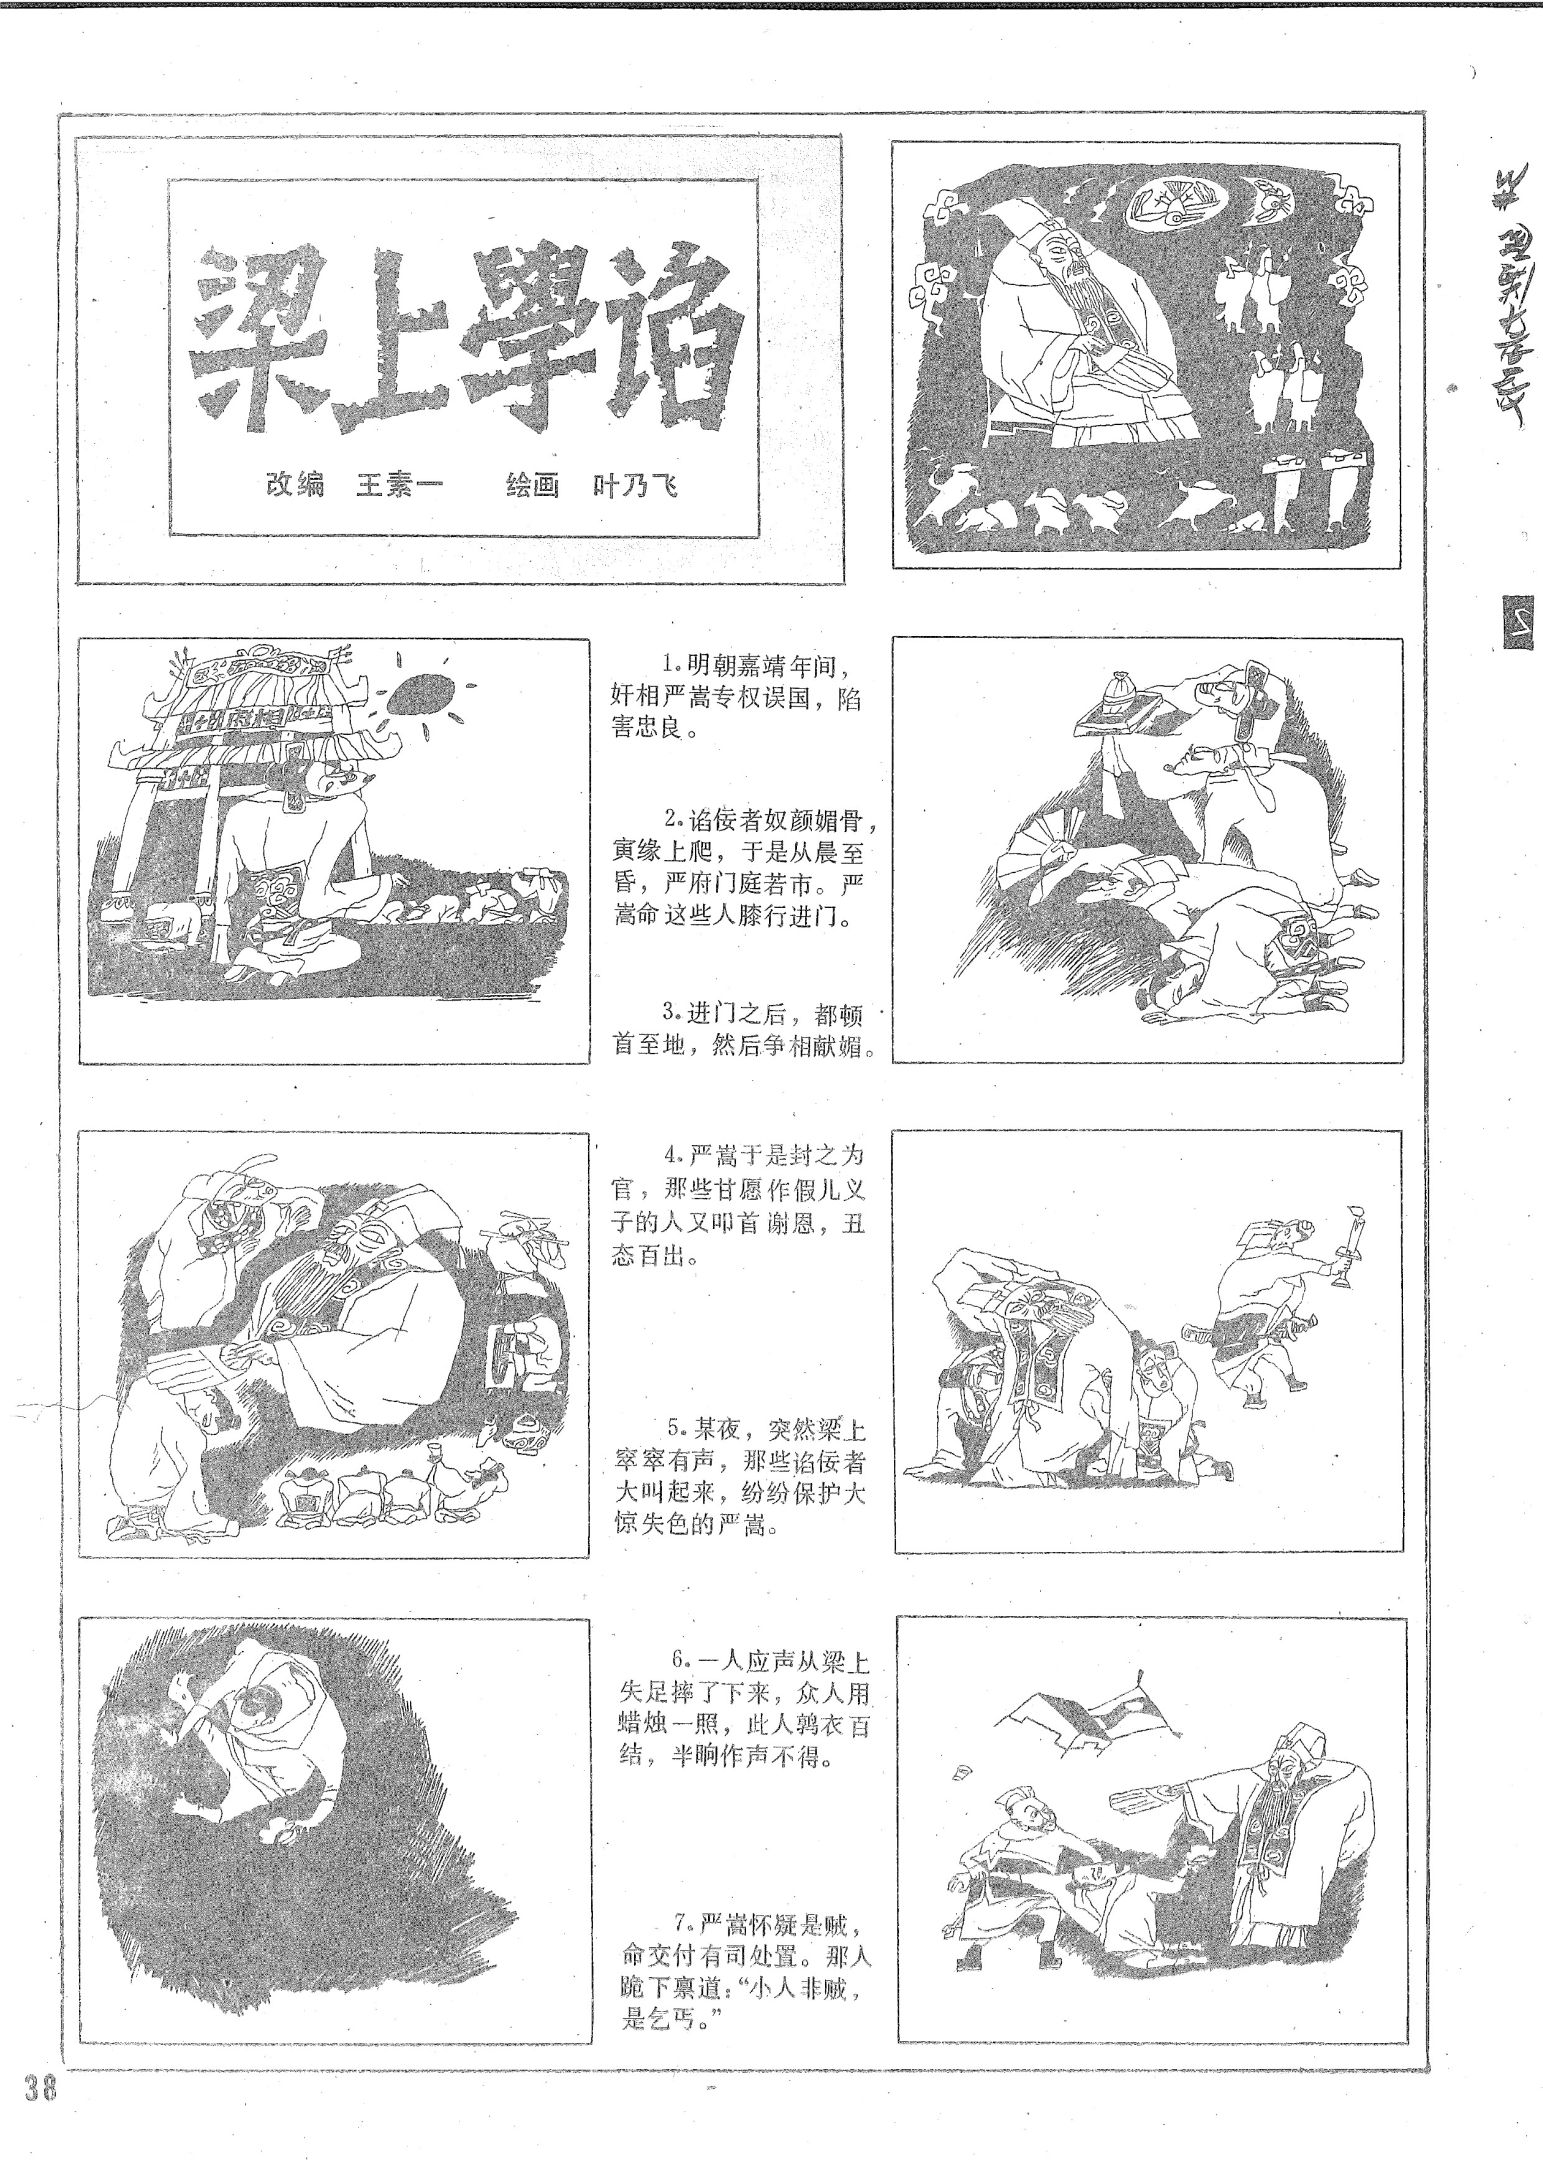 梁上學谄
改编 王素一 绘画 叶乃飞
相府
1.明朝嘉靖年间，
奸相严嵩专权误国，陷
害忠良。
2.谄佞者奴颜媚骨，
寅缘上爬，于是从晨至
昏，严府门庭若市。严
嵩命这些人膝行进门。
3.进门之后，都顿
首至地，然后争相献媚。
4.严嵩于是封之为
官，那些甘愿作假儿义
子的人又叩首谢恩，丑
态百出。
5.某夜，突然梁上
窣窣有声，那些谄佞者
大叫起来，纷纷保护大
惊失色的严嵩。
6.一人应声从梁上
失足摔了下来，众人用
蜡烛一照，此人鹑衣百
结，半晌作声不得。
7.严嵩怀疑是贼，
命交付有司处置。那人
跪下禀道：“小人非贼，
是乞丐。”
38